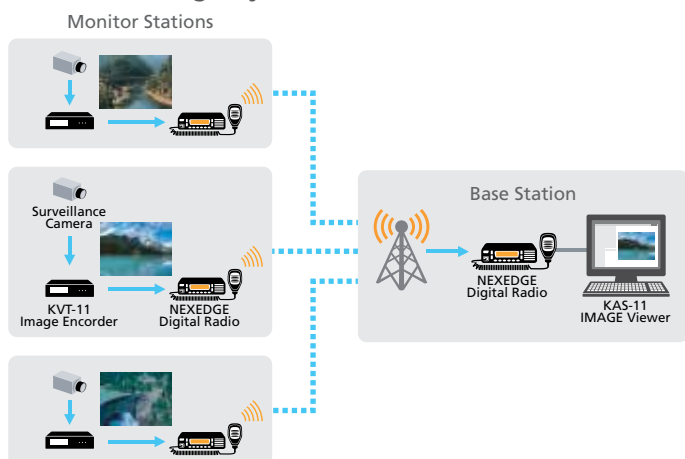 Monitor Stations
Surveillance
Camera
KVT-11
Image Encorder
NEXEDGE
Digital Radio
Base Station
NEXEDGE
Digital Radio
KAS-11
IMAGE Viewer